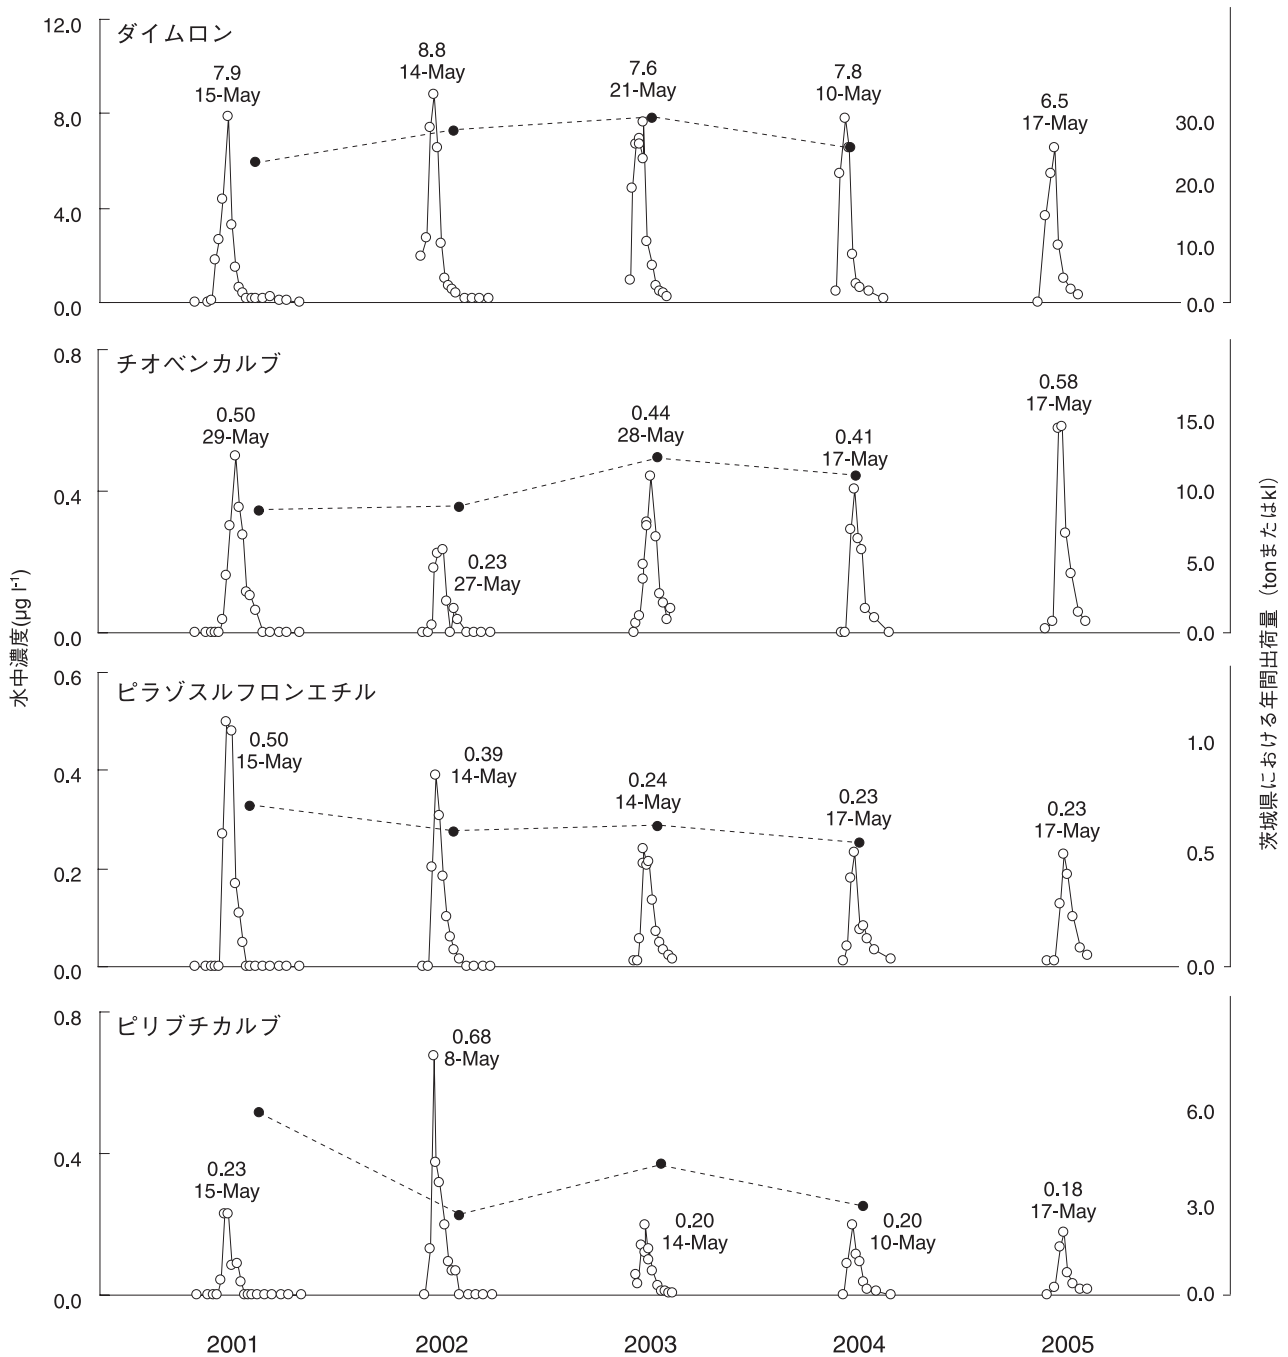 12.0
8.0
4.0
0.0
ダイムロン
7.9
15-May
8.8
14-May
7.6
21-May
7.8
10-May
6.5
17-May
30.0
20.0
10.0
0.0
0.8
0.4
0.0
チオベンカルブ
0.50
29-May
0.23
27-May
0.44
28-May
0.41
17-May
0.58
17-May
15.0
10.0
5.0
0.0
0.6
0.4
0.2
0.0
ピラゾスルフロンエチル
0.50
15-May
0.39
14-May
0.24
14-May
0.23
17-May
0.23
17-May
1.0
0.5
0.0
0.8
0.4
0.0
ピリブチカルブ
0.23
15-May
0.68
8-May
0.20
14-May
0.20
10-May
0.18
17-May
6.0
3.0
0.0
2001
2002
2003
2004
2005
水中濃度(µg l⁻¹)
茨城県における年間出荷量（tonまたはkl）